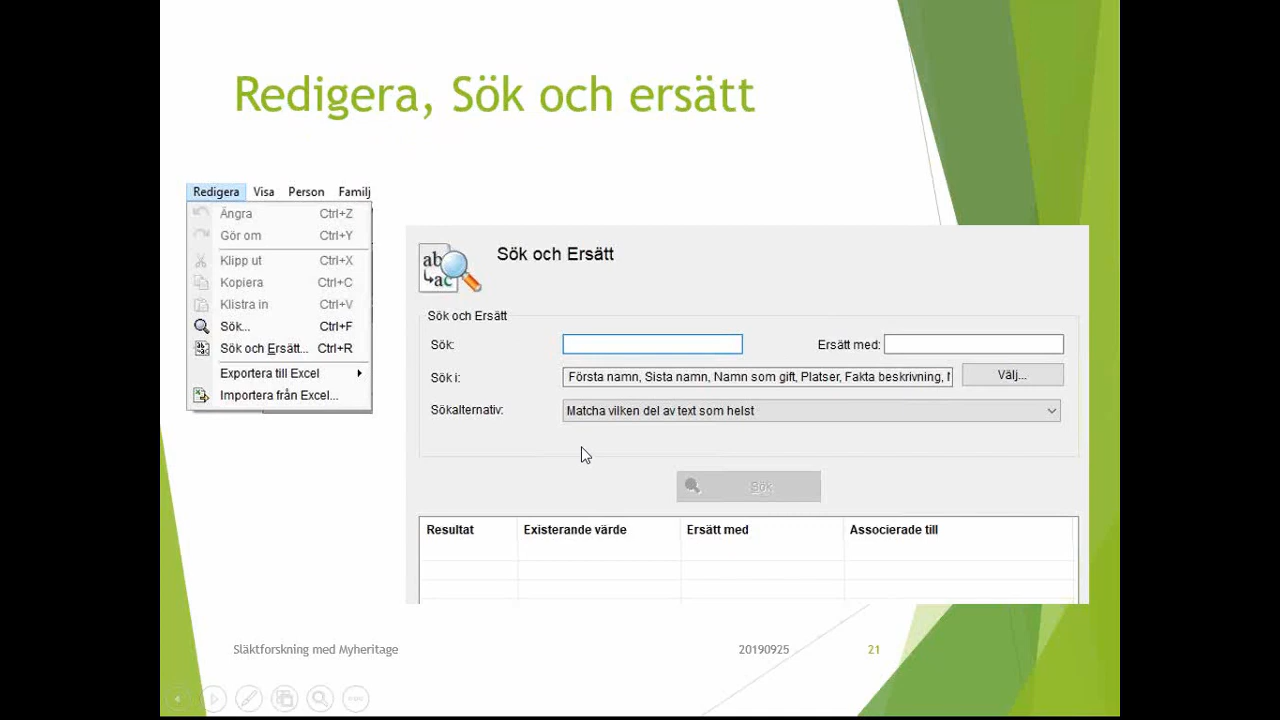 Redigera, Sök och ersätt
Redigera Visa Person Familj
Ångra Ctrl+Z
Gör om Ctrl+Y
Klipp ut Ctrl+X
Kopiera Ctrl+C
Klistra in Ctrl+V
Sök... Ctrl+F
Sök och Ersätt... Ctrl+R
Exportera till Excel
Importera från Excel...
ab
ac
Sök och Ersätt
Sök och Ersätt
Sök: Ersätt med:
Sök i: Första namn, Sista namn, Namn som gift, Platser, Fakta beskrivning, Välj...
Sökalternativ: Matcha vilken del av text som helst
Sök
Resultat Existerande värde Ersätt med Associerade till
Släktforskning med Myheritage 20190925 21